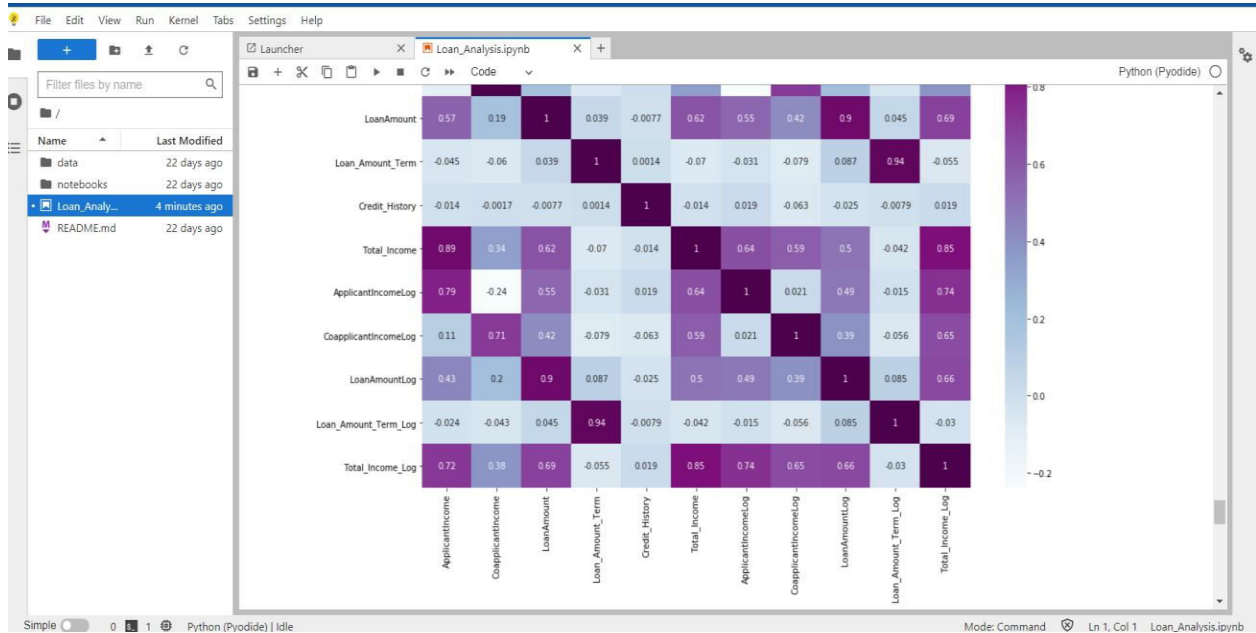 File Edit View Run Kernel Tabs Settings Help
Launcher
Loan_Analysis.ipynb
Code
Python (Pyodide)
Filter files by name
/
Name Last Modified
data 22 days ago
notebooks 22 days ago
Loan_Analy... 4 minutes ago
README.md 22 days ago
LoanAmount 0.57 0.19 1 0.039 -0.0077 0.62 0.55 0.42 0.9 0.045 0.69
Loan_Amount_Term -0.045 -0.06 0.039 1 0.0014 -0.07 -0.031 -0.079 0.087 0.94 -0.055
Credit_History -0.014 -0.0017 -0.0077 0.0014 1 -0.014 0.019 -0.063 -0.025 -0.0079 0.019
Total_Income 0.89 0.34 0.62 -0.07 -0.014 1 0.64 0.59 0.5 -0.042 0.85
ApplicantIncomeLog 0.79 -0.24 0.55 -0.031 0.019 0.64 1 0.021 0.49 -0.015 0.74
CoapplicantIncomeLog 0.11 0.71 0.42 -0.079 -0.063 0.59 0.021 1 0.39 -0.056 0.65
LoanAmountLog 0.43 0.2 0.9 0.087 -0.025 0.5 0.49 0.39 1 0.085 0.66
Loan_Amount_Term_Log -0.024 -0.043 0.045 0.94 -0.0079 -0.042 -0.015 -0.056 0.085 1 -0.03
Total_Income_Log 0.72 0.38 0.69 -0.055 0.019 0.85 0.74 0.65 0.66 -0.03 1
ApplicantIncome
CoapplicantIncome
LoanAmount
Loan_Amount_Term
Credit_History
Total_Income
ApplicantIncomeLog
CoapplicantIncomeLog
LoanAmountLog
Loan_Amount_Term_Log
Total_Income_Log
0.8
0.6
0.4
0.2
0.0
-0.2
Simple 0 1 Python (Pyodide) | Idle
Mode: Command Ln 1, Col 1 Loan_Analysis.ipynb